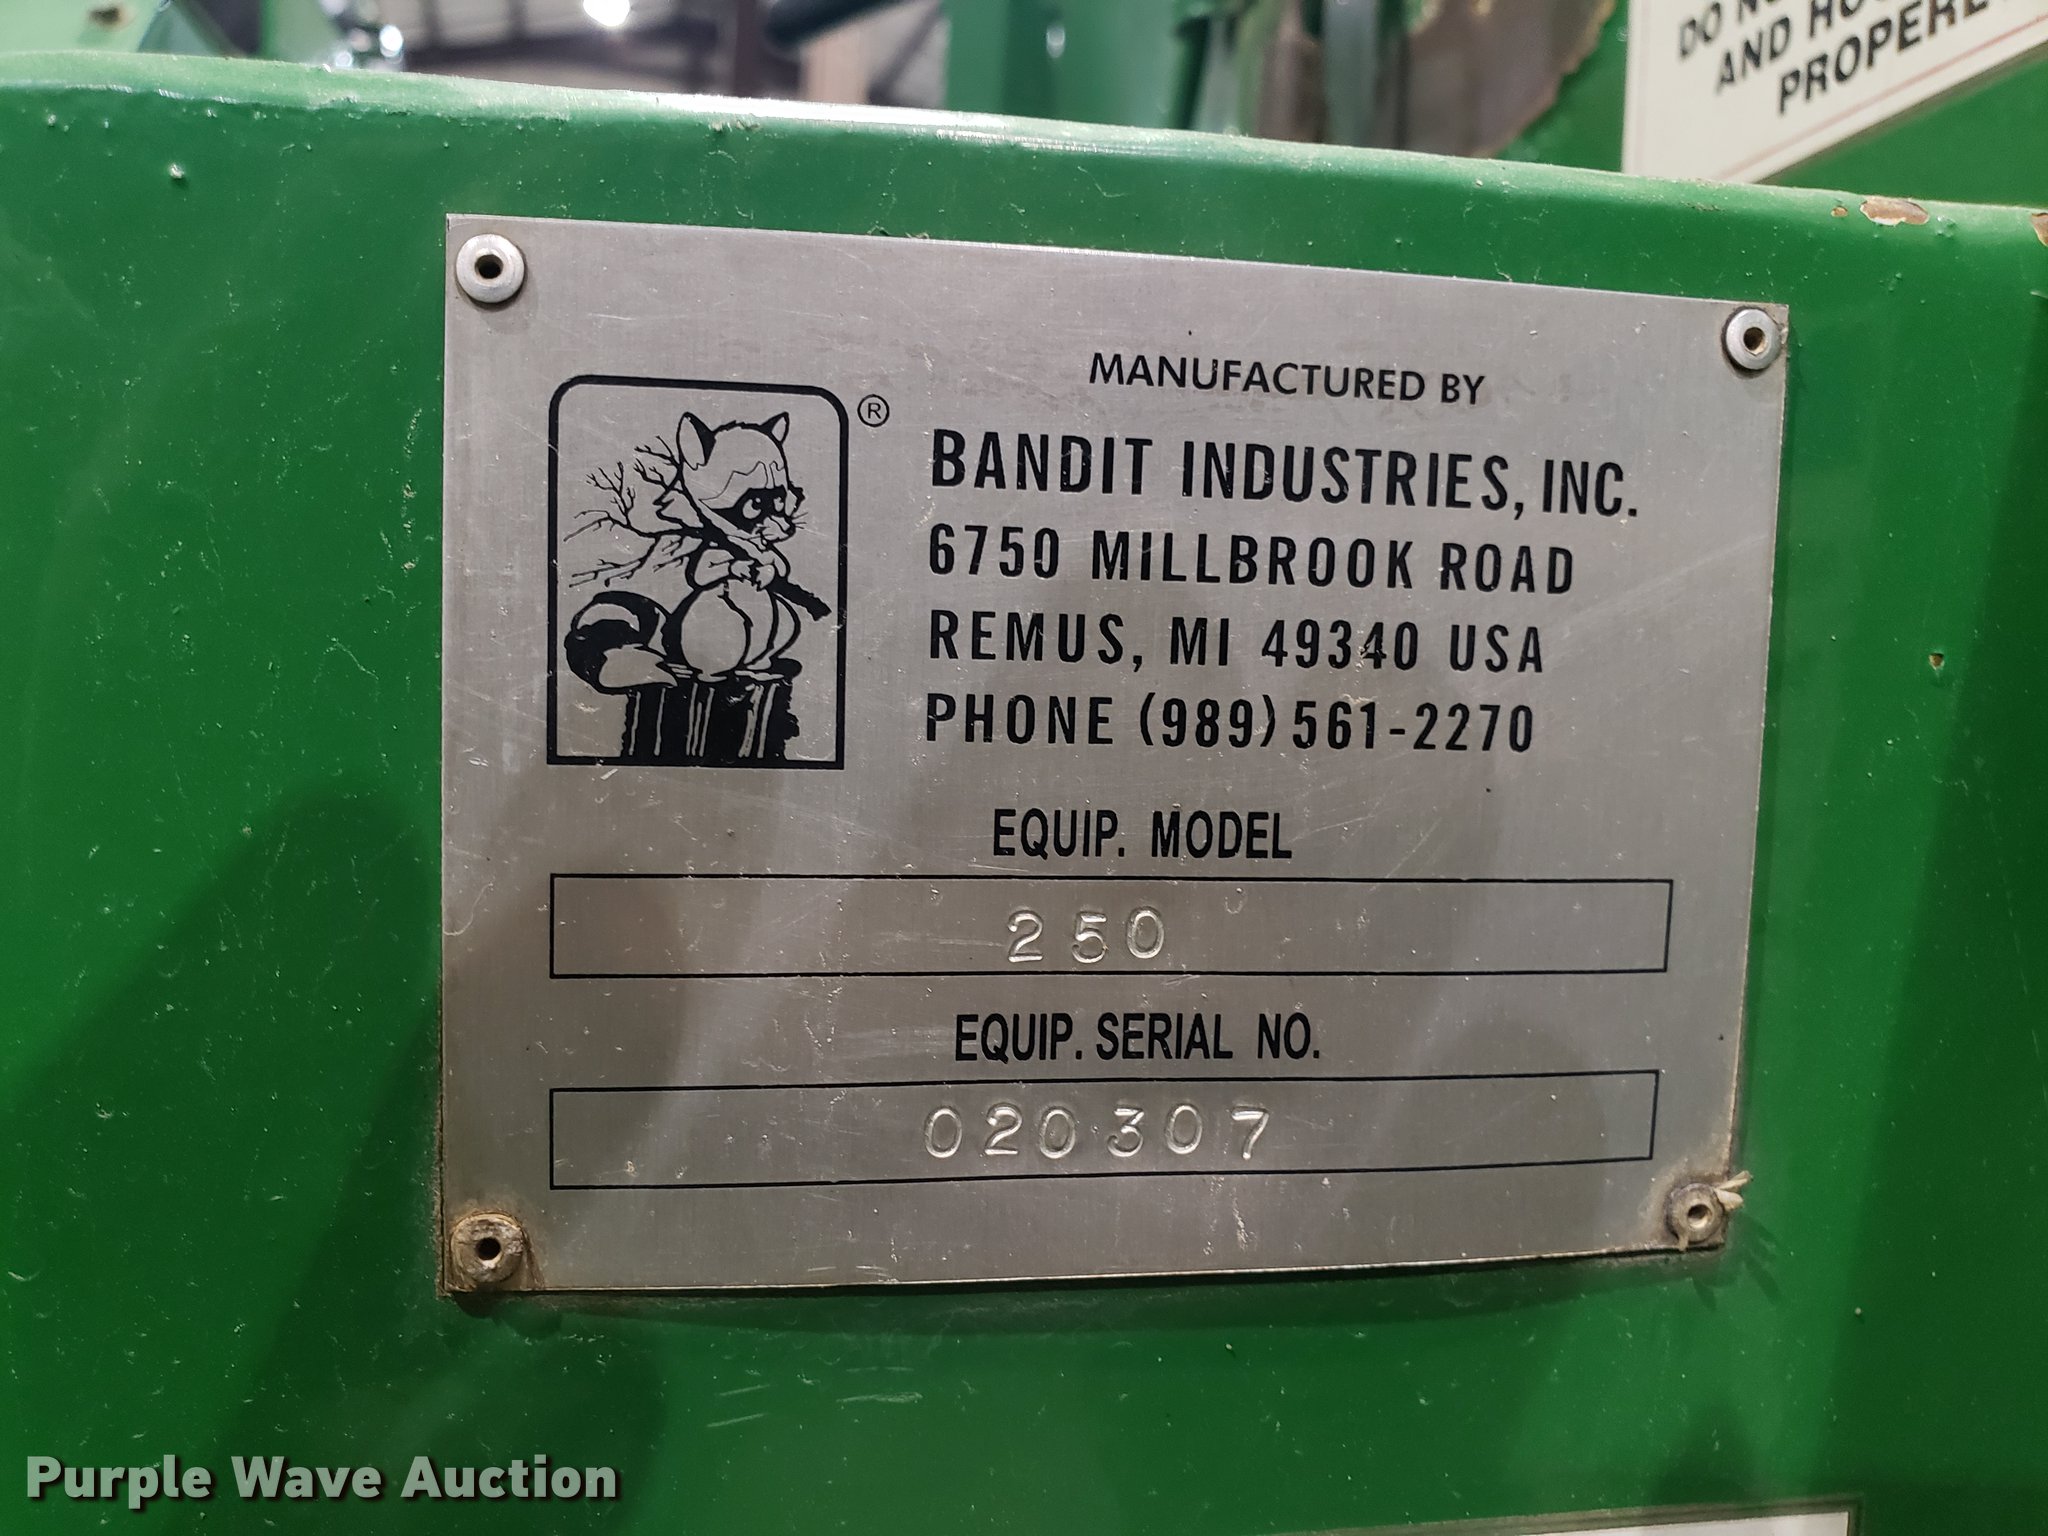 DO
AND
PROPER
®
MANUFACTURED BY
BANDIT INDUSTRIES, INC.
6750 MILLBROOK ROAD
REMUS, MI 49340 USA
PHONE (989) 561-2270
EQUIP. MODEL
250
EQUIP. SERIAL NO.
020307
Purple Wave Auction